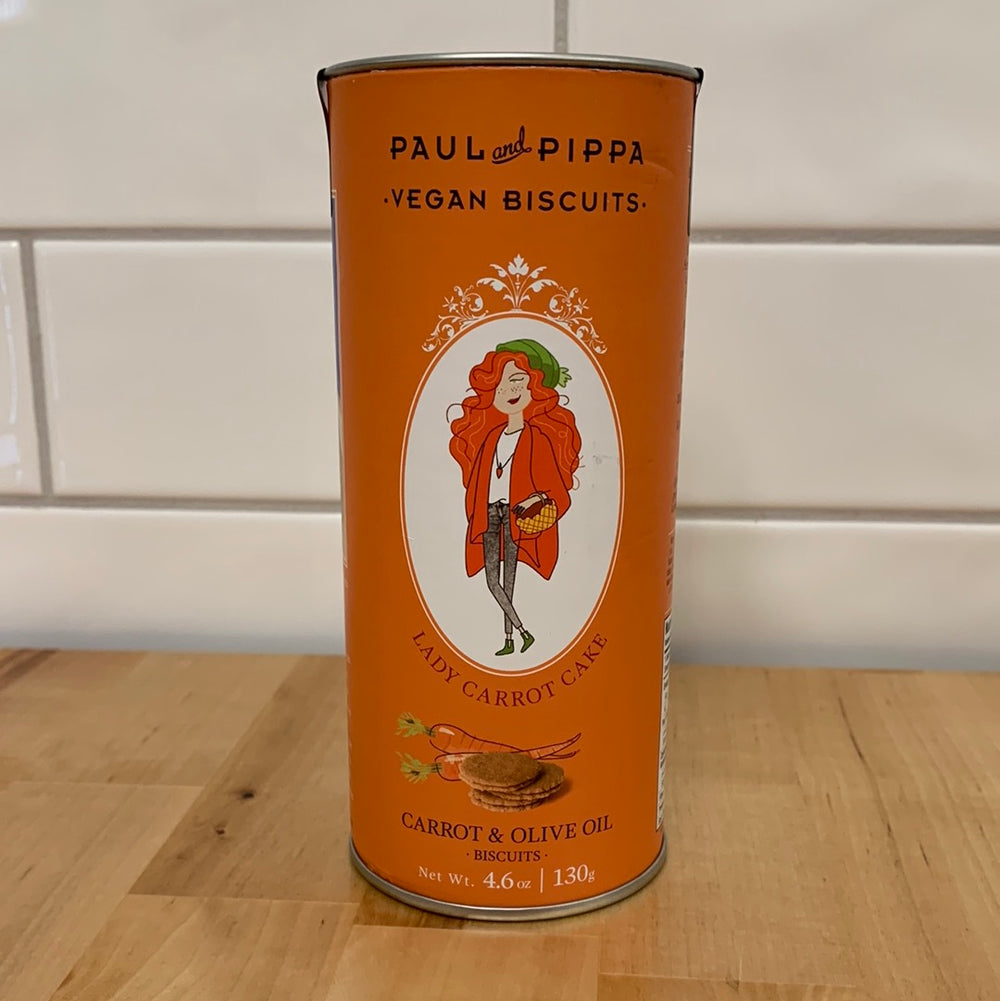 PAUL and PIPPA
·VEGAN BISCUITS·
LADY CARROT CAKE
CARROT & OLIVE OIL
· BISCUITS ·
Net Wt. 4.6 oz | 130g